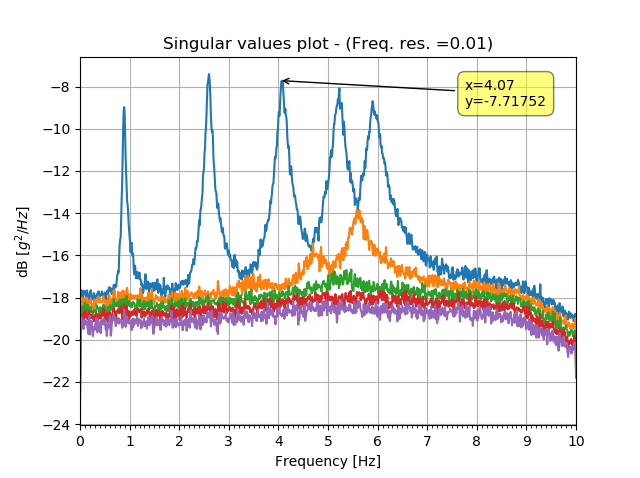 Singular values plot - (Freq. res. =0.01)
x=4.07
y=-7.71752
dB [g²/Hz]
−8
−10
−12
−14
−16
−18
−20
−22
−24
0 1 2 3 4 5 6 7 8 9 10
Frequency [Hz]